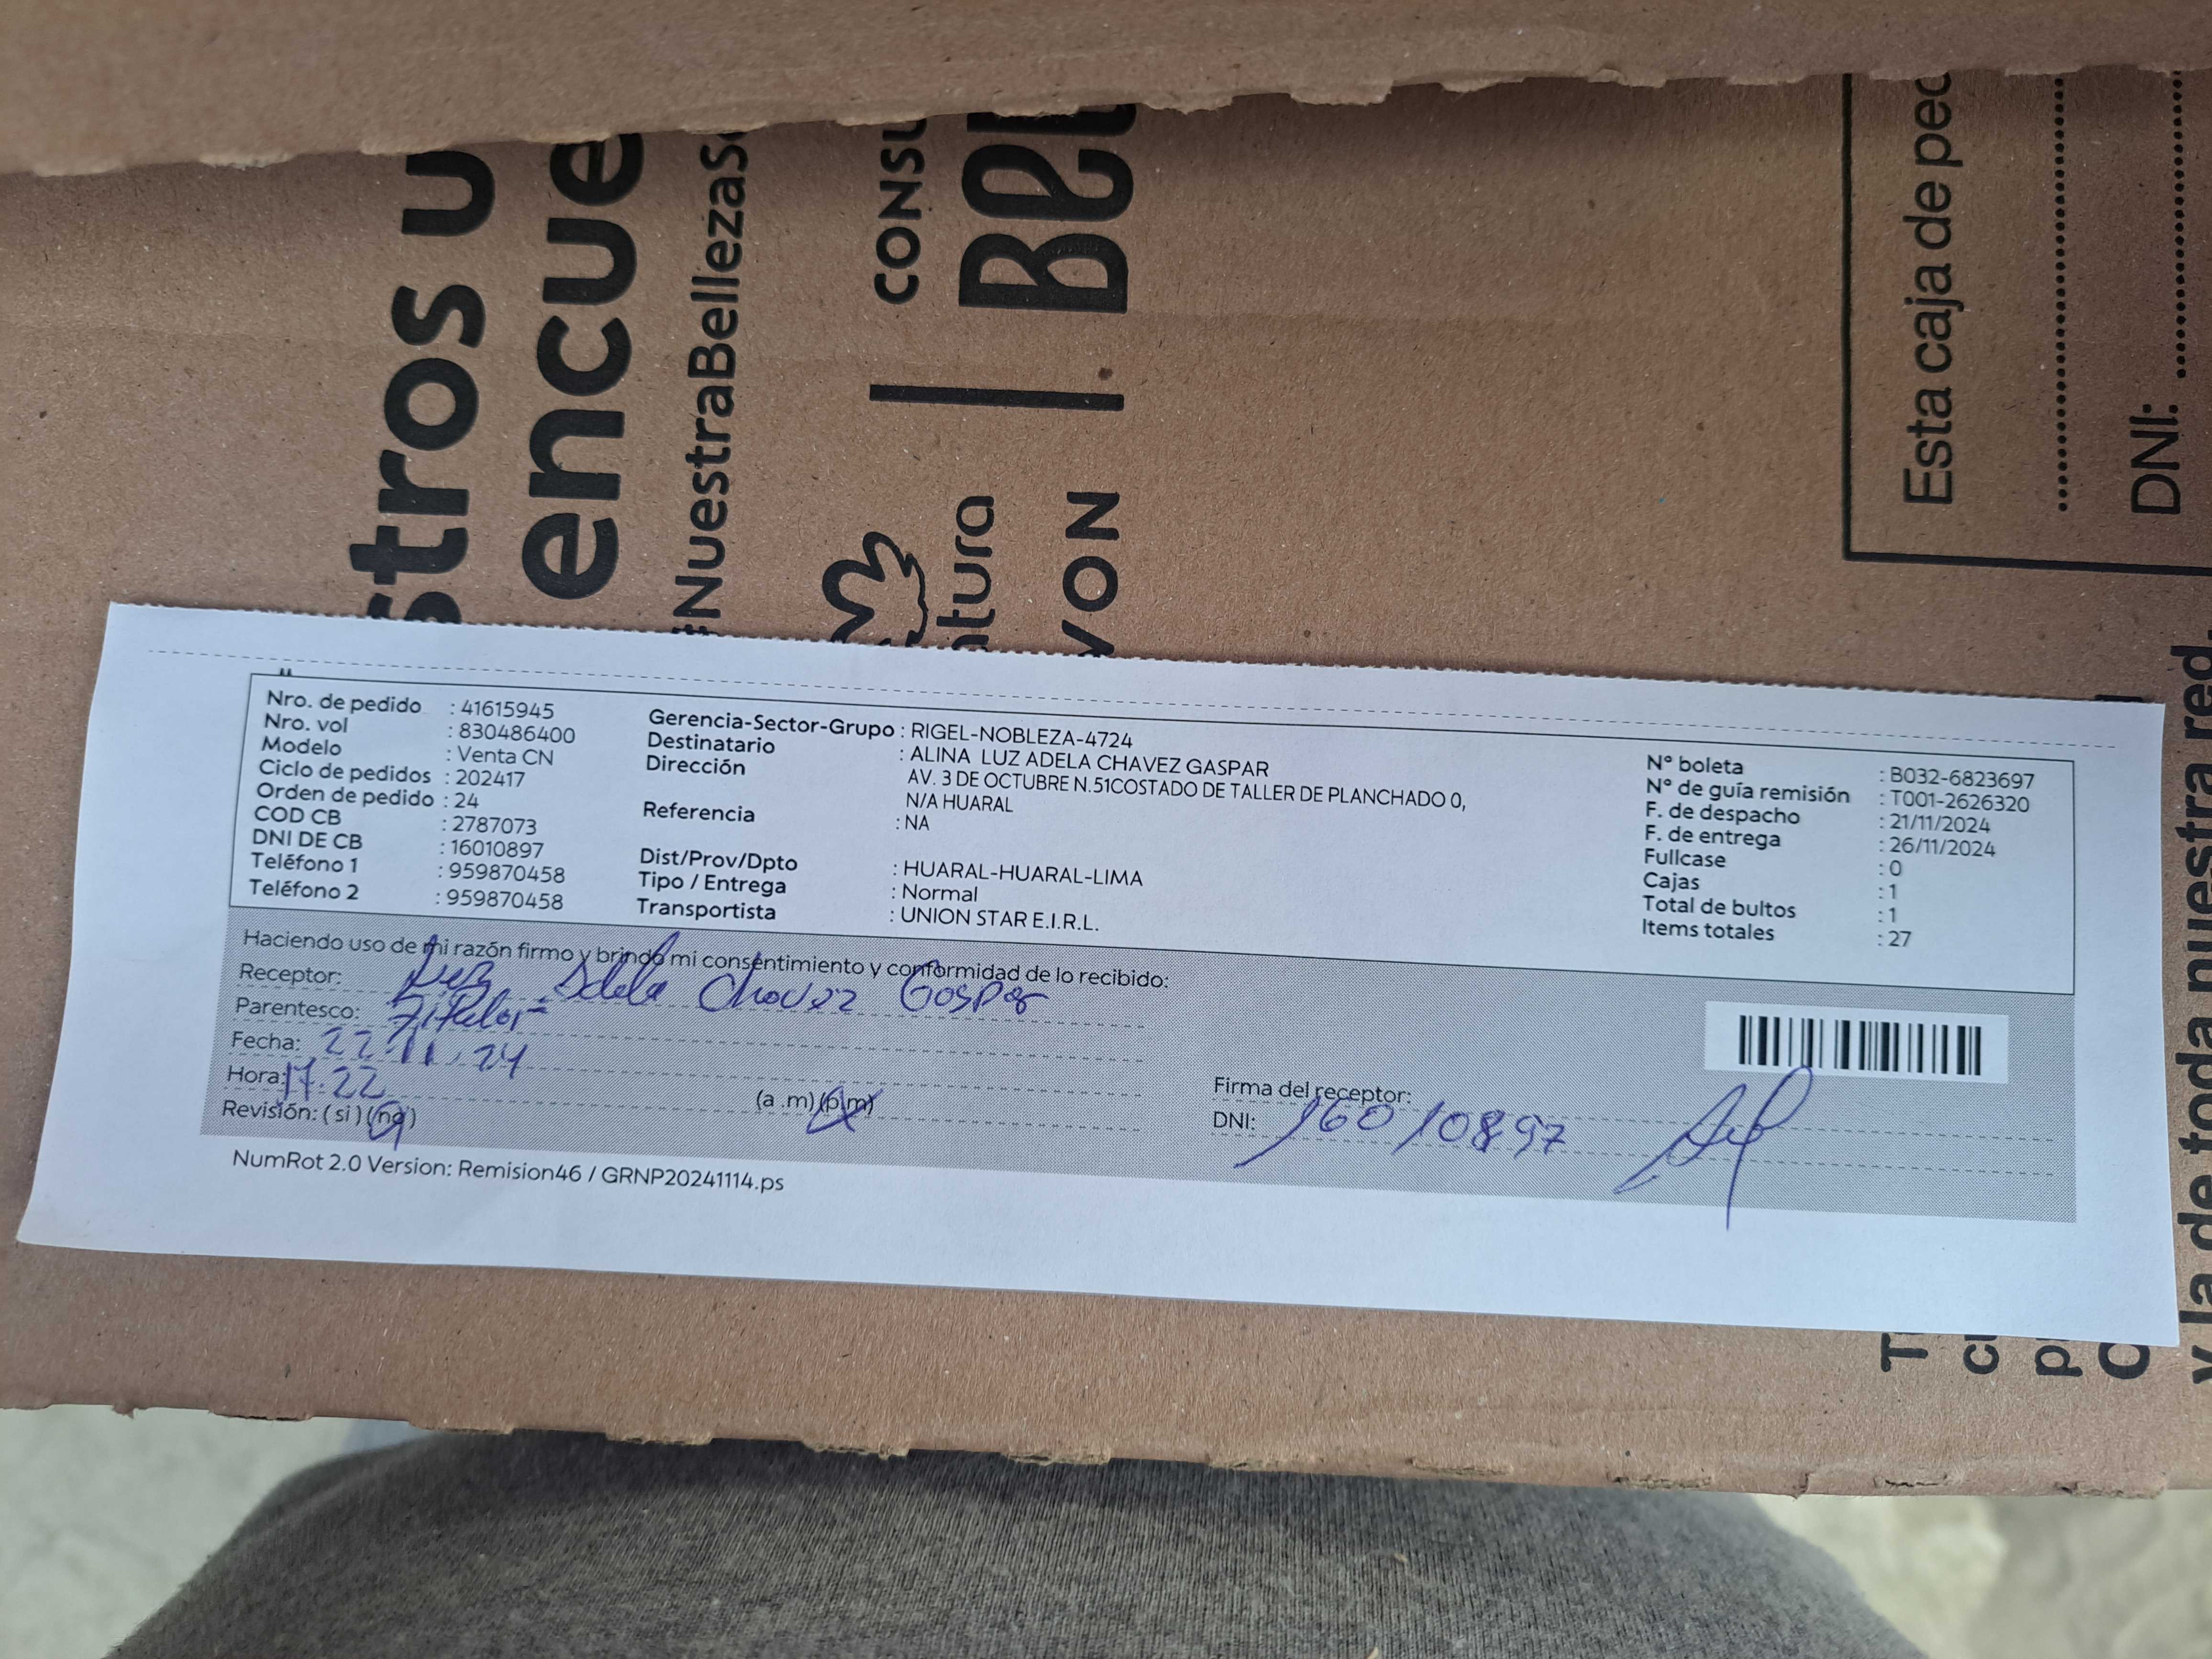 stros u
encue
#NuestraBellezaS
CONSU
atura
VON
BEL
Esta caja de ped
DNI:
Nro. de pedido : 41615945
Nro. vol : 830486400
Modelo : Venta CN
Ciclo de pedidos : 202417
Orden de pedido : 24
COD CB : 2787073
DNI DE CB : 16010897
Teléfono 1 : 959870458
Teléfono 2 : 959870458
Gerencia-Sector-Grupo : RIGEL-NOBLEZA-4724
Destinatario : ALINA LUZ ADELA CHAVEZ GASPAR
Dirección AV. 3 DE OCTUBRE N.51COSTADO DE TALLER DE PLANCHADO 0,
N/A HUARAL
Referencia : NA
Dist/Prov/Dpto : HUARAL-HUARAL-LIMA
Tipo / Entrega : Normal
Transportista : UNION STAR E.I.R.L.
N° boleta : B032-6823697
N° de guía remisión : T001-2626320
F. de despacho : 21/11/2024
F. de entrega : 26/11/2024
Fullcase : 0
Cajas : 1
Total de bultos : 1
Items totales : 27
Haciendo uso de mi razón firmo y brindo mi consentimiento y conformidad de lo recibido:
Receptor: Luz Adela Chavez Gaspar
Parentesco: Titular
Fecha: 22.11.24
Hora: 17:22 (a .m) (p.m)
Revisión: ( si ) ( no )
Firma del receptor:
DNI: 16010897
NumRot 2.0 Version: Remision46 / GRNP20241114.ps
y la de toda nuestra red.